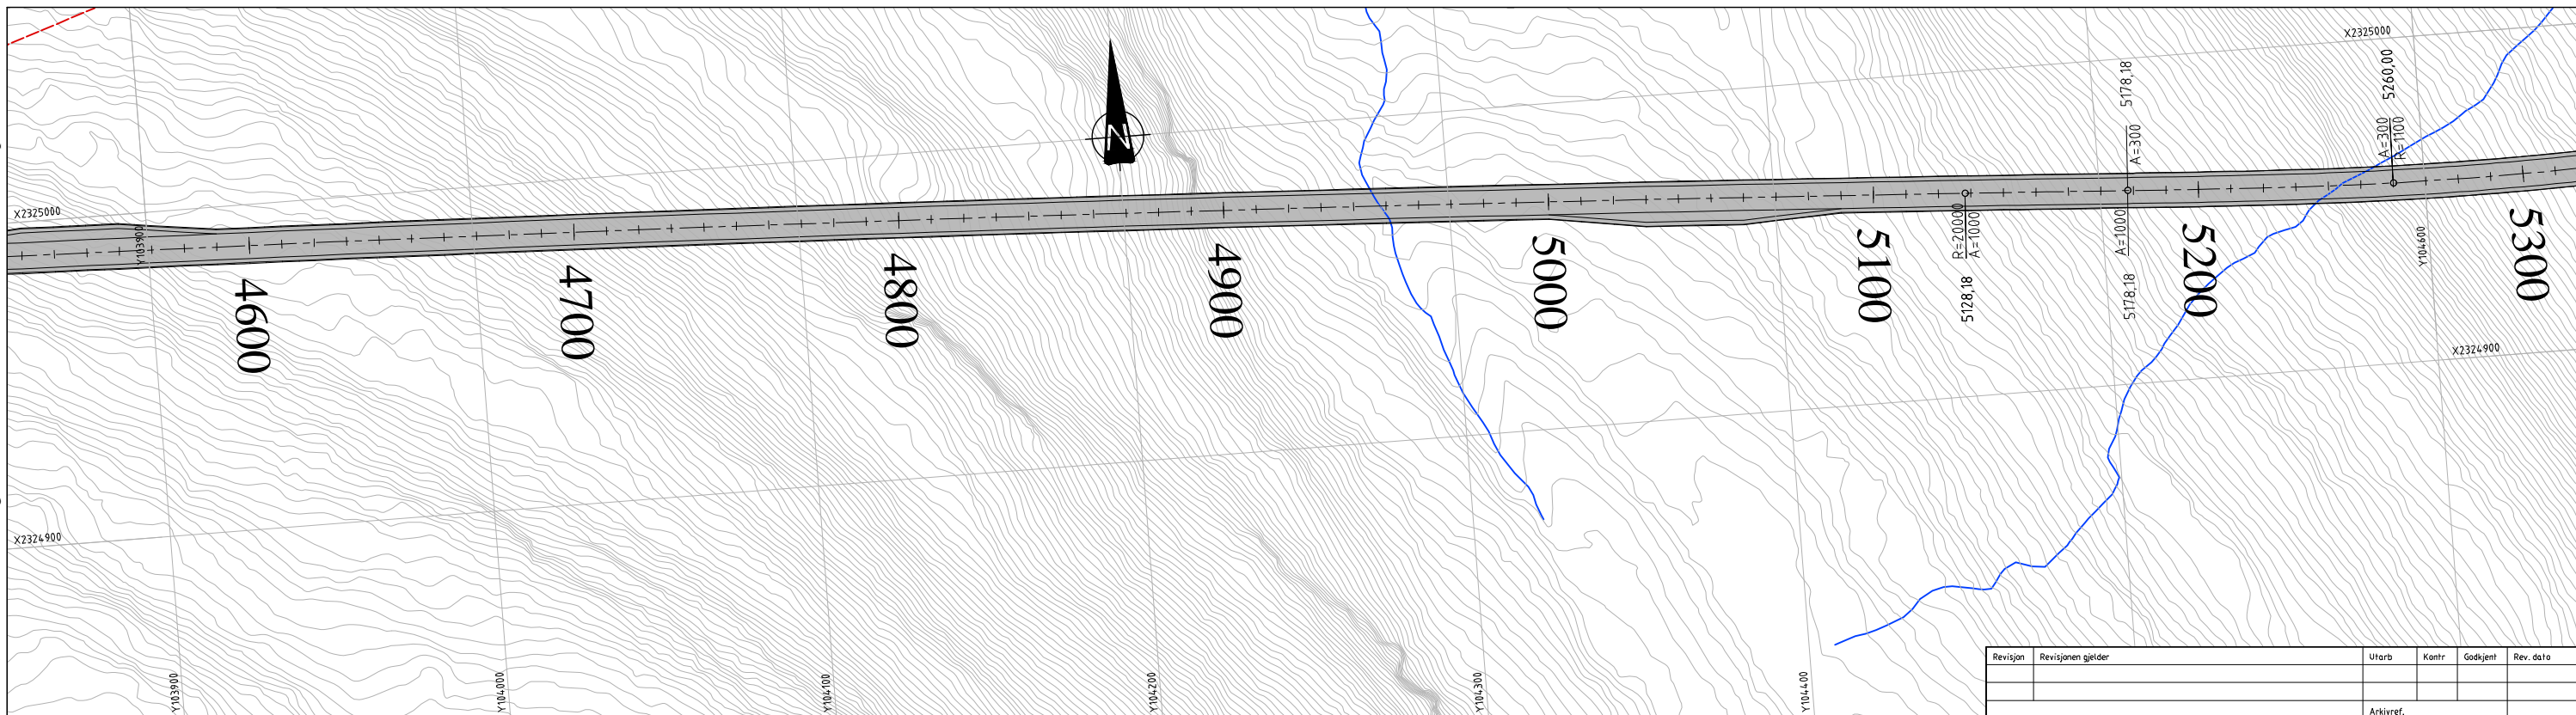 X2325000
5260,00
5178,18
A=300
R=1100
A=300
N
X2325000
Y103900
R=20000
A=1000
5128,18
A=1000
5178,18
Y104600
4600
4700
4800
4900
5000
5100
5200
5300
X2324900
X2324900
Y103900
Y104000
Y104100
Y104200
Y104300
Y104400
Revisjon Revisjonen gjelder Utarb Kontr Godkjent Rev. dato
Arkivref.